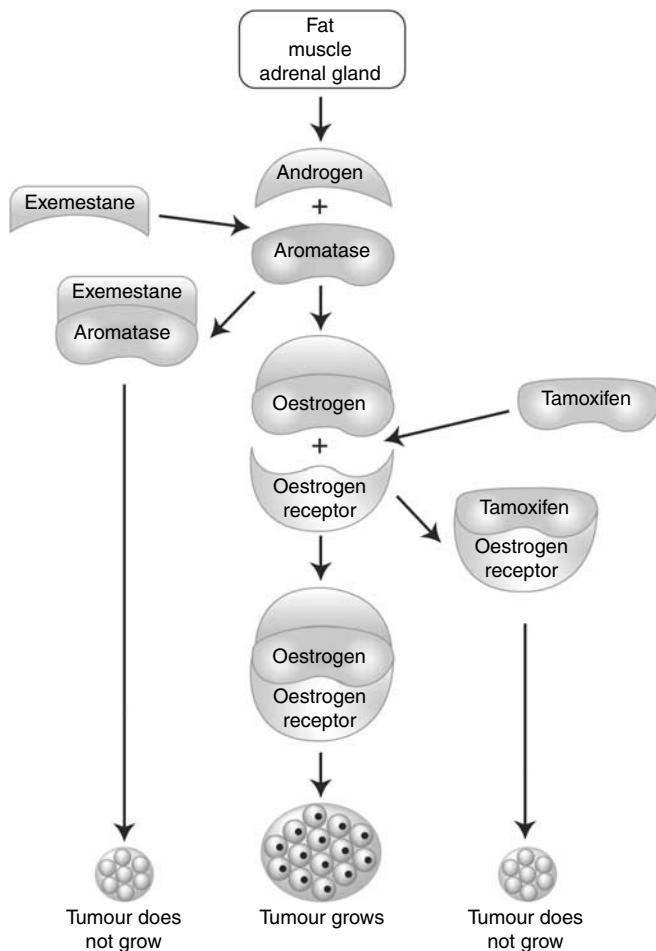 Fat
muscle
adrenal gland
Androgen
+
Exemestane
Aromatase
Exemestane
Aromatase
Oestrogen
+
Tamoxifen
Oestrogen
receptor
Tamoxifen
Oestrogen
receptor
Oestrogen
Oestrogen
receptor
Tumour does
not grow
Tumour grows
Tumour does
not grow